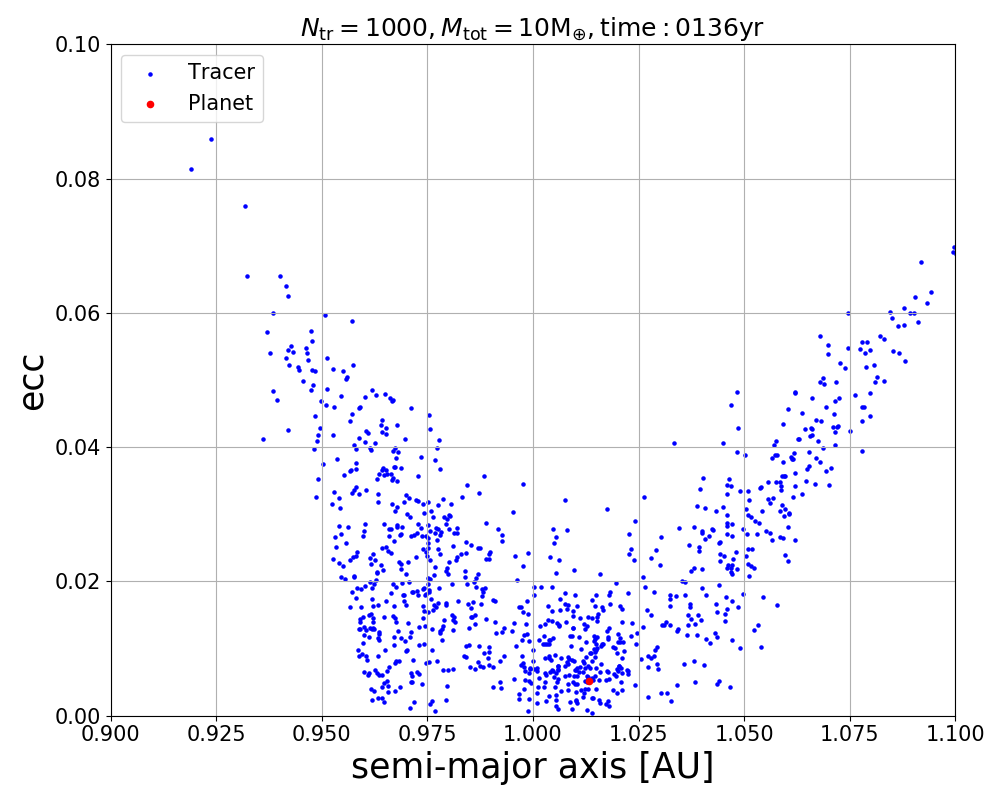 N_tr = 1000, M_tot = 10M_⊕, time : 0136yr
Tracer
Planet
ecc
0.10
0.08
0.06
0.04
0.02
0.00
0.900 0.925 0.950 0.975 1.000 1.025 1.050 1.075 1.100
semi-major axis [AU]